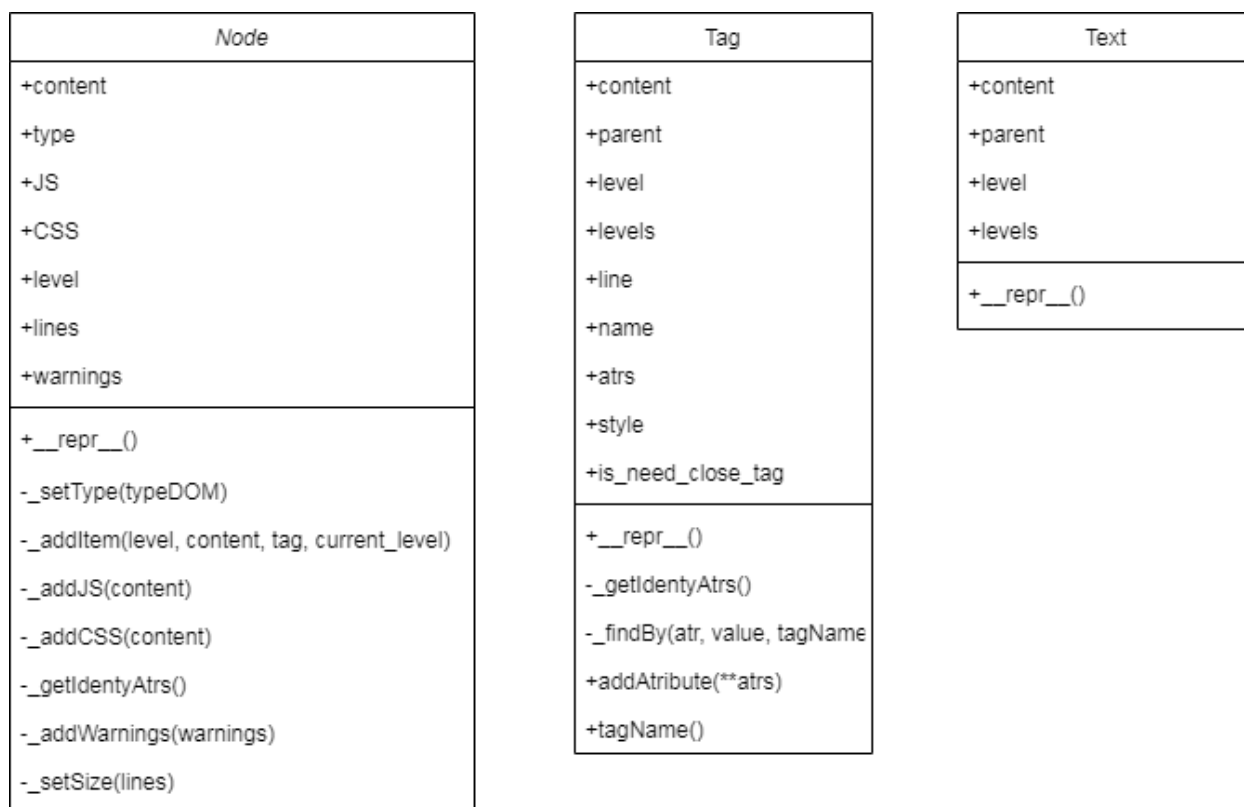 Node
+content
+type
+JS
+CSS
+level
+lines
+warnings
+__repr__()
-_setType(typeDOM)
-_addItem(level, content, tag, current_level)
-_addJS(content)
-_addCSS(content)
-_getIdentyAtrs()
-_addWarnings(warnings)
-_setSize(lines)
Tag
+content
+parent
+level
+levels
+line
+name
+atrs
+style
+is_need_close_tag
+__repr__()
-_getIdentyAtrs()
-_findBy(atr, value, tagName
+addAtribute(**atrs)
+tagName()
Text
+content
+parent
+level
+levels
+__repr__()